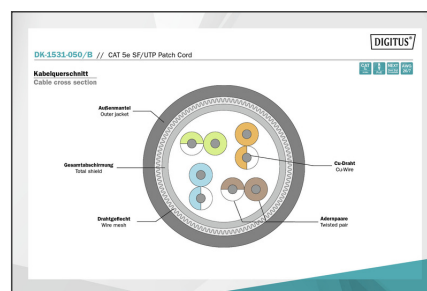 DIGITUS®
DK-1531-050/B // CAT 5e SF/UTP Patch Cord
Kabelquerschnitt
Cable cross section
Außenmantel
Outer jacket
Gesamtabschirmung
Total shield
Cu-Draht
Cu-Wire
Drahtgeflecht
Wire mesh
Adernpaare
Twisted pair